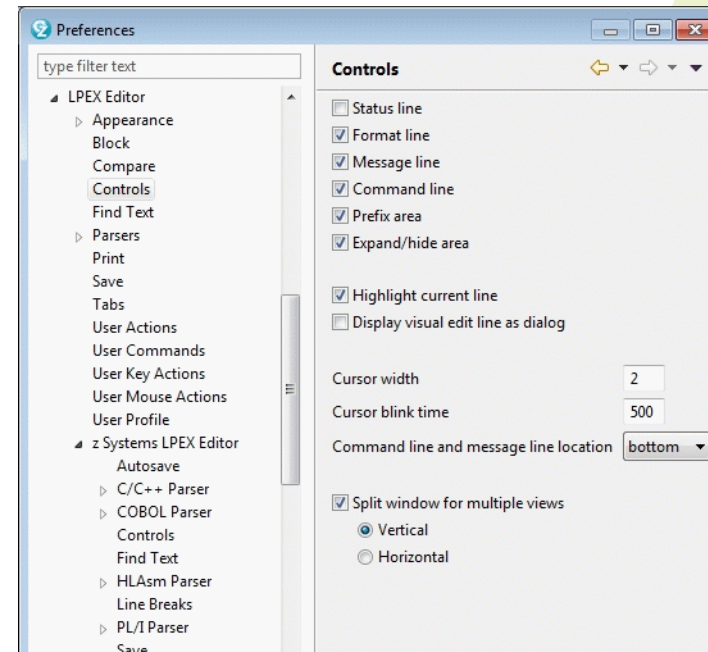 Preferences
type filter text
LPEX Editor
Appearance
Block
Compare
Controls
Find Text
Parsers
Print
Save
Tabs
User Actions
User Commands
User Key Actions
User Mouse Actions
User Profile
z Systems LPEX Editor
Autosave
C/C++ Parser
COBOL Parser
Controls
Find Text
HLAsm Parser
Line Breaks
PL/I Parser
Save
Controls
Status line
Format line
Message line
Command line
Prefix area
Expand/hide area
Highlight current line
Display visual edit line as dialog
Cursor width 2
Cursor blink time 500
Command line and message line location bottom
Split window for multiple views
Vertical
Horizontal